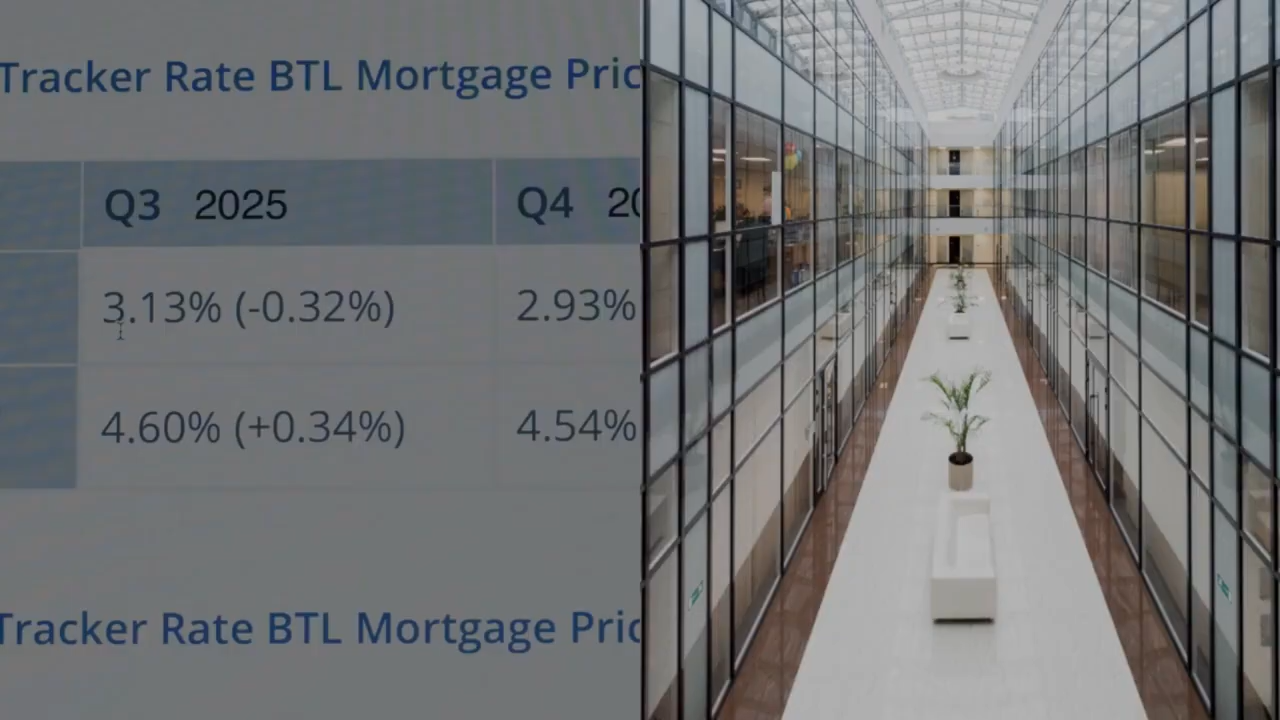 Tracker Rate BTL Mortgage Pric
Q3 2025 Q4 20
3.13% (-0.32%) 2.93%
4.60% (+0.34%) 4.54%
Tracker Rate BTL Mortgage Pric